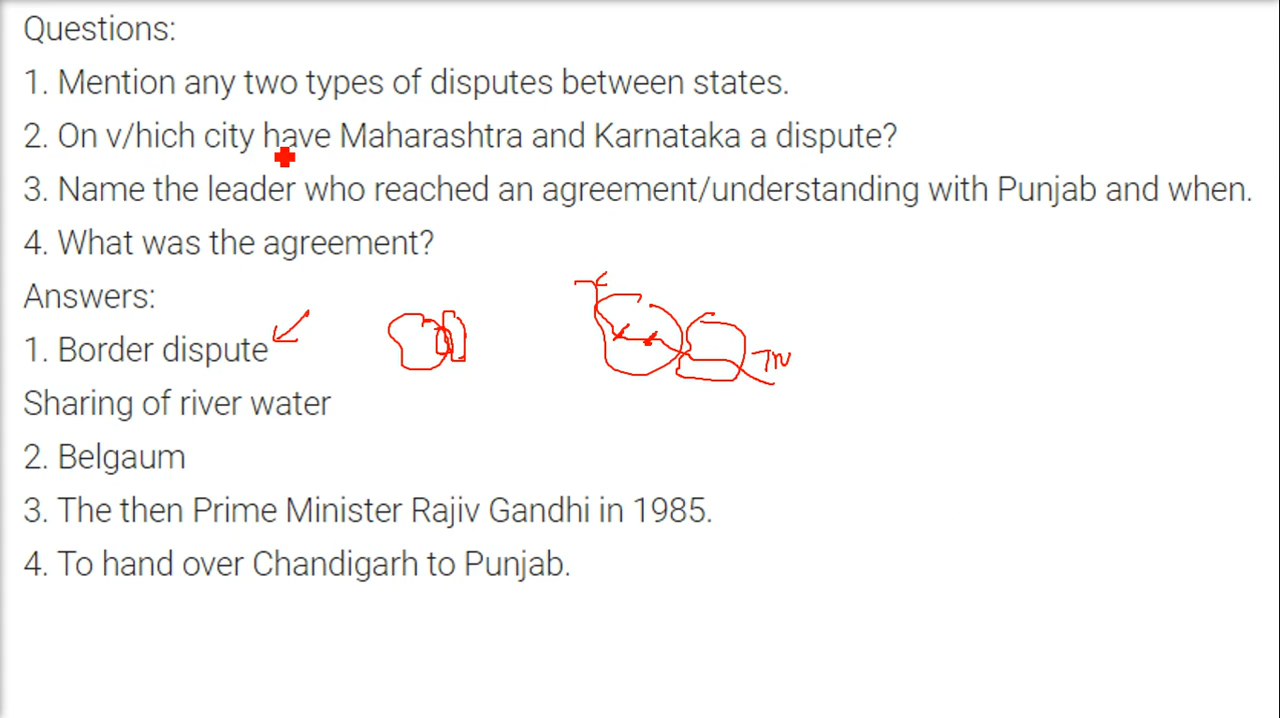 Questions:
1. Mention any two types of disputes between states.
2. On v/hich city have Maharashtra and Karnataka a dispute?
3. Name the leader who reached an agreement/understanding with Punjab and when.
4. What was the agreement?
Answers:
1. Border dispute
Sharing of river water
2. Belgaum
3. The then Prime Minister Rajiv Gandhi in 1985.
4. To hand over Chandigarh to Punjab.